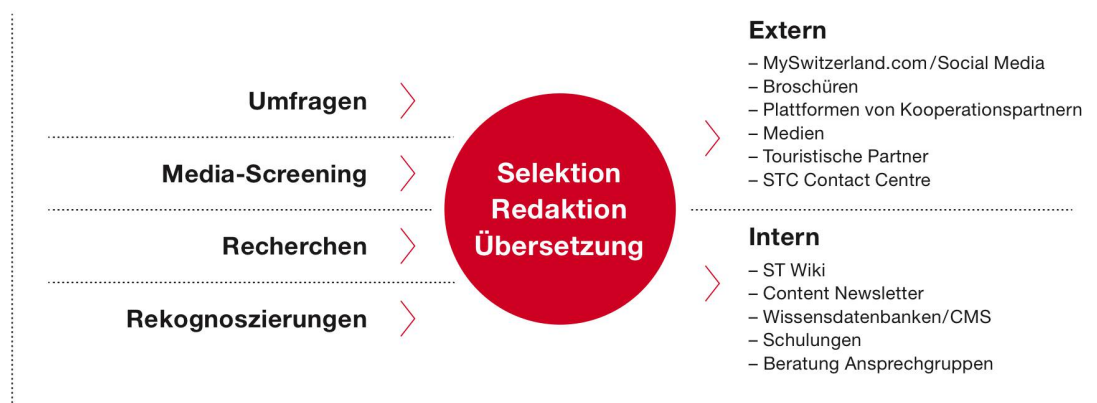 Umfragen
Media-Screening
Recherchen
Rekognoszierungen
Selektion
Redaktion
Übersetzung
Extern
– MySwitzerland.com/Social Media
– Broschüren
– Plattformen von Kooperationspartnern
– Medien
– Touristische Partner
– STC Contact Centre
Intern
– ST Wiki
– Content Newsletter
– Wissensdatenbanken/CMS
– Schulungen
– Beratung Ansprechgruppen